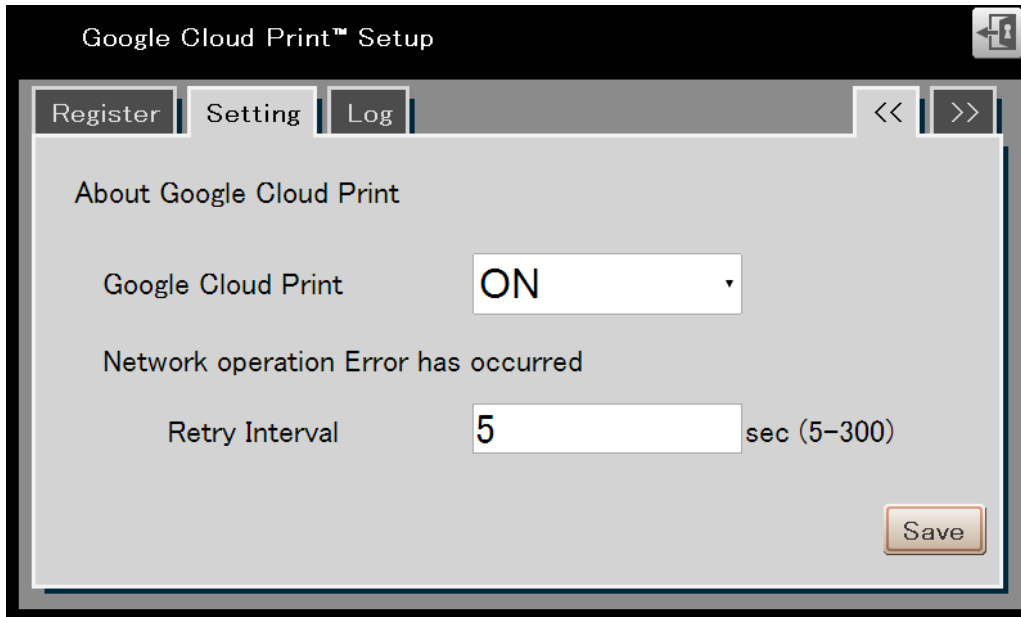 Google Cloud Print™ Setup
Register Setting Log << >>
About Google Cloud Print
Google Cloud Print ON
Network operation Error has occurred
Retry Interval 5 sec (5-300)
Save